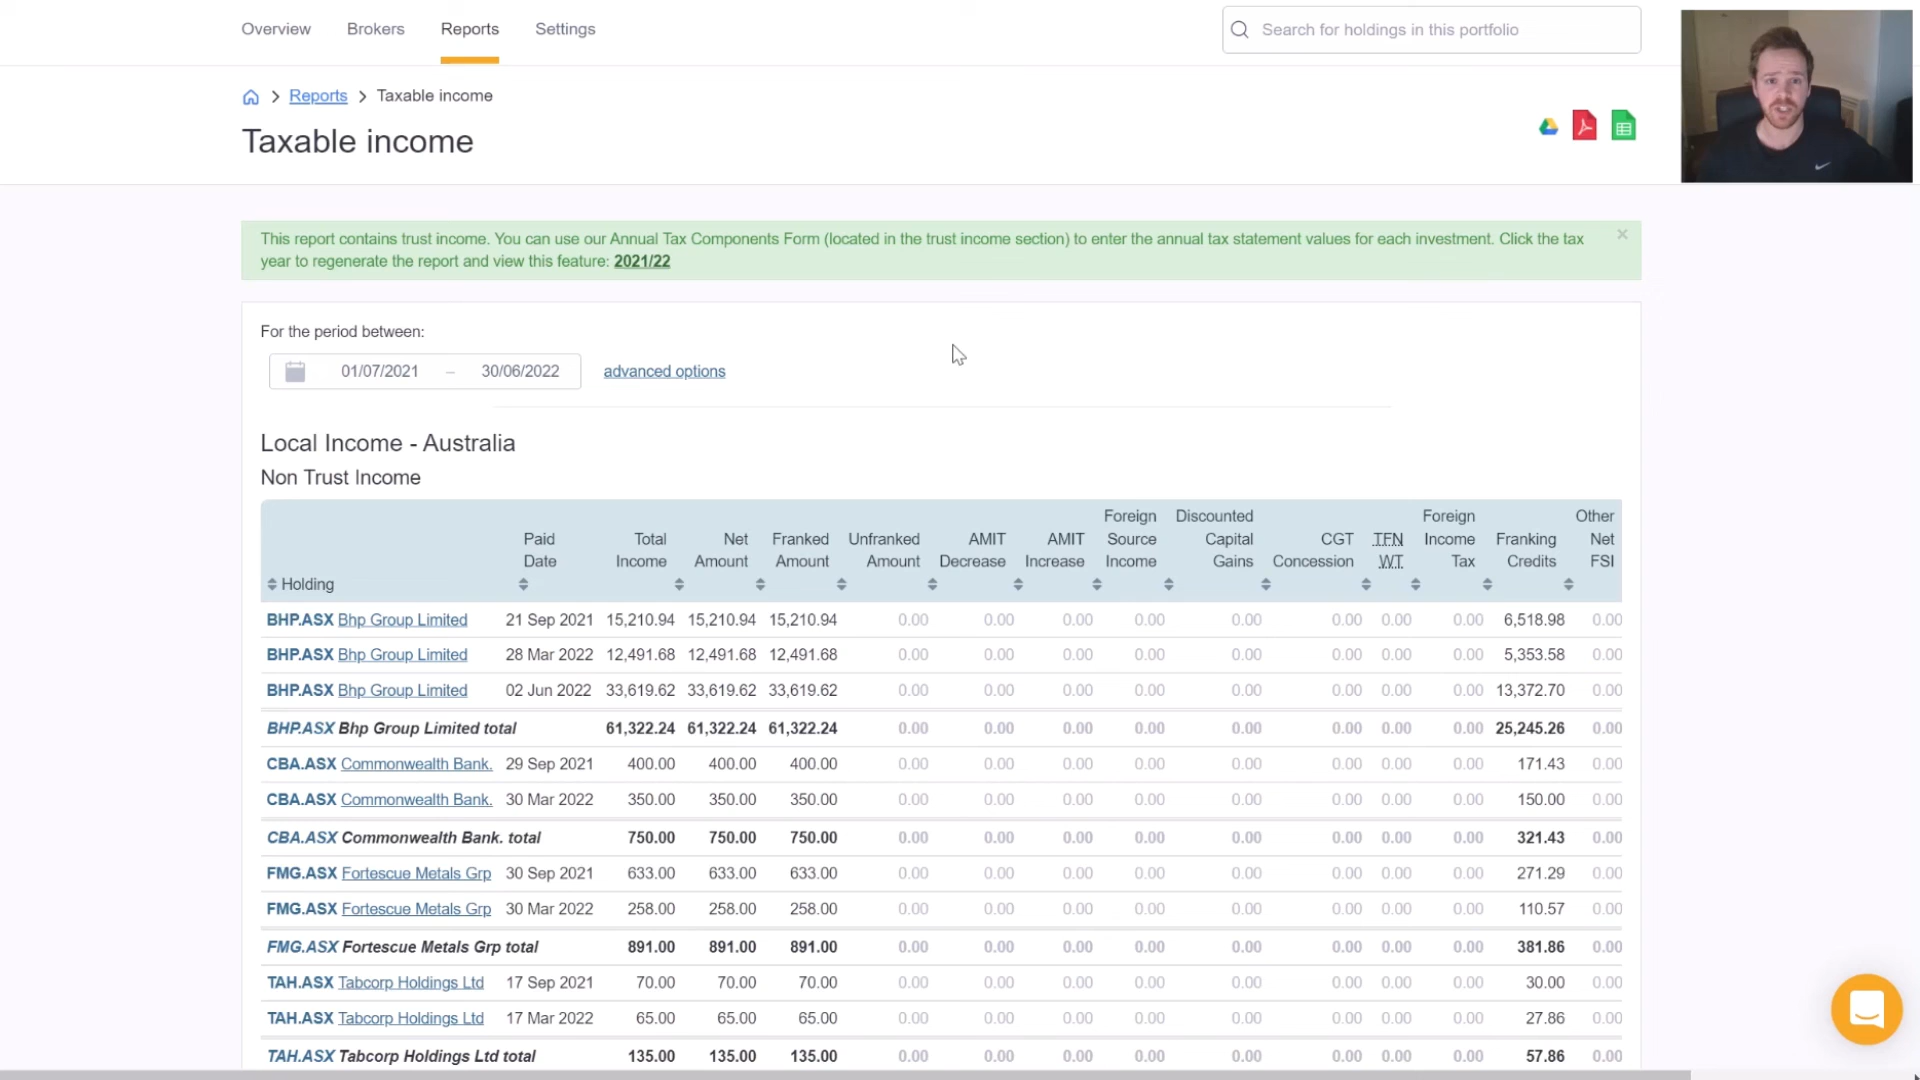 Overview Brokers Reports Settings
Search for holdings in this portfolio
Reports > Taxable income
Taxable income
This report contains trust income. You can use our Annual Tax Components Form (located in the trust income section) to enter the annual tax statement values for each investment. Click the tax
year to regenerate the report and view this feature: 2021/22
For the period between:
01/07/2021 – 30/06/2022 advanced options
Local Income - Australia
Non Trust Income
Holding Paid Date Total Income Net Amount Franked Amount Unfranked Amount AMIT Decrease AMIT Increase Foreign Source Income Discounted Capital Gains CGT Concession TFN WT Foreign Income Tax Franking Credits Other Net FSI
BHP.ASX Bhp Group Limited 21 Sep 2021 15,210.94 15,210.94 15,210.94 0.00 0.00 0.00 0.00 0.00 0.00 0.00 0.00 6,518.98 0.00
BHP.ASX Bhp Group Limited 28 Mar 2022 12,491.68 12,491.68 12,491.68 0.00 0.00 0.00 0.00 0.00 0.00 0.00 0.00 5,353.58 0.00
BHP.ASX Bhp Group Limited 02 Jun 2022 33,619.62 33,619.62 33,619.62 0.00 0.00 0.00 0.00 0.00 0.00 0.00 0.00 13,372.70 0.00
BHP.ASX Bhp Group Limited total 61,322.24 61,322.24 61,322.24 0.00 0.00 0.00 0.00 0.00 0.00 0.00 0.00 25,245.26 0.00
CBA.ASX Commonwealth Bank. 29 Sep 2021 400.00 400.00 400.00 0.00 0.00 0.00 0.00 0.00 0.00 0.00 0.00 171.43 0.00
CBA.ASX Commonwealth Bank. 30 Mar 2022 350.00 350.00 350.00 0.00 0.00 0.00 0.00 0.00 0.00 0.00 0.00 150.00 0.00
CBA.ASX Commonwealth Bank. total 750.00 750.00 750.00 0.00 0.00 0.00 0.00 0.00 0.00 0.00 0.00 321.43 0.00
FMG.ASX Fortescue Metals Grp 30 Sep 2021 633.00 633.00 633.00 0.00 0.00 0.00 0.00 0.00 0.00 0.00 0.00 271.29 0.00
FMG.ASX Fortescue Metals Grp 30 Mar 2022 258.00 258.00 258.00 0.00 0.00 0.00 0.00 0.00 0.00 0.00 0.00 110.57 0.00
FMG.ASX Fortescue Metals Grp total 891.00 891.00 891.00 0.00 0.00 0.00 0.00 0.00 0.00 0.00 0.00 381.86 0.00
TAH.ASX Tabcorp Holdings Ltd 17 Sep 2021 70.00 70.00 70.00 0.00 0.00 0.00 0.00 0.00 0.00 0.00 0.00 30.00 0.00
TAH.ASX Tabcorp Holdings Ltd 17 Mar 2022 65.00 65.00 65.00 0.00 0.00 0.00 0.00 0.00 0.00 0.00 0.00 27.86 0.00
TAH.ASX Tabcorp Holdings Ltd total 135.00 135.00 135.00 0.00 0.00 0.00 0.00 0.00 0.00 0.00 0.00 57.86 0.00